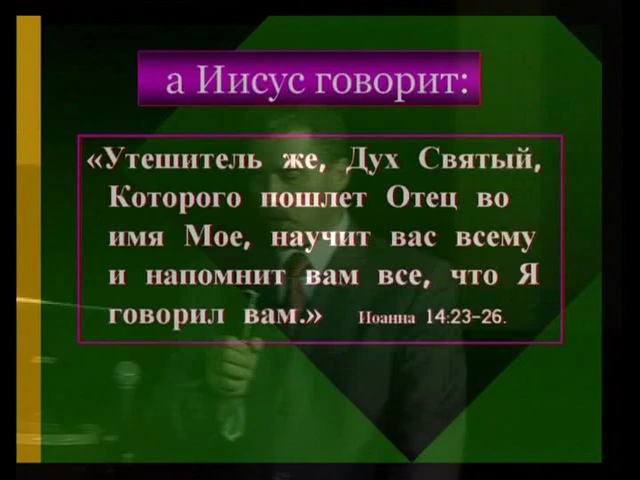 а Иисус говорит:
«Утешитель же, Дух Святый,
Которого пошлет Отец во
имя Мое, научит вас всему
и напомнит вам все, что Я
говорил вам.» Иоанна 14:23-26.